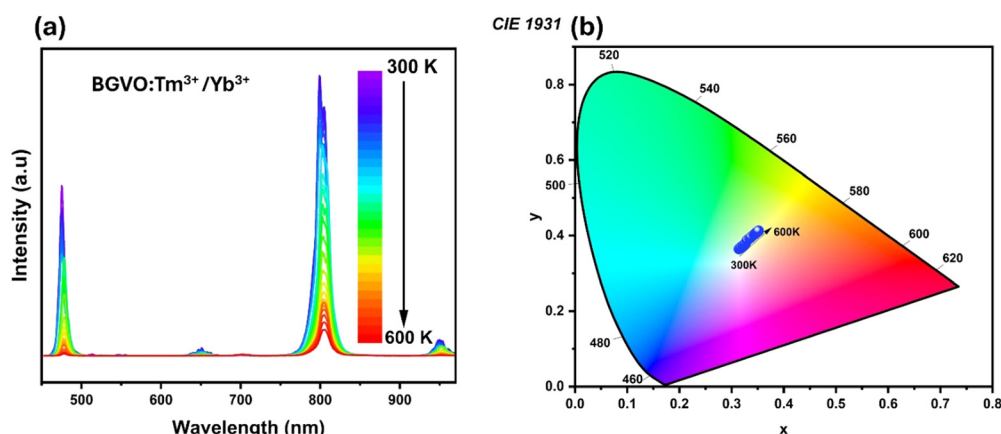 (a)
BGVO:Tm³⁺/Yb³⁺
300 K
600 K
Intensity (a.u)
500
600
700
800
900
Wavelength (nm)
CIE 1931
(b)
520
540
560
580
600
620
500
480
460
600K
300K
y
0.8
0.6
0.4
0.2
0.0
0.0
0.1
0.2
0.3
0.4
0.5
0.6
0.7
0.8
x